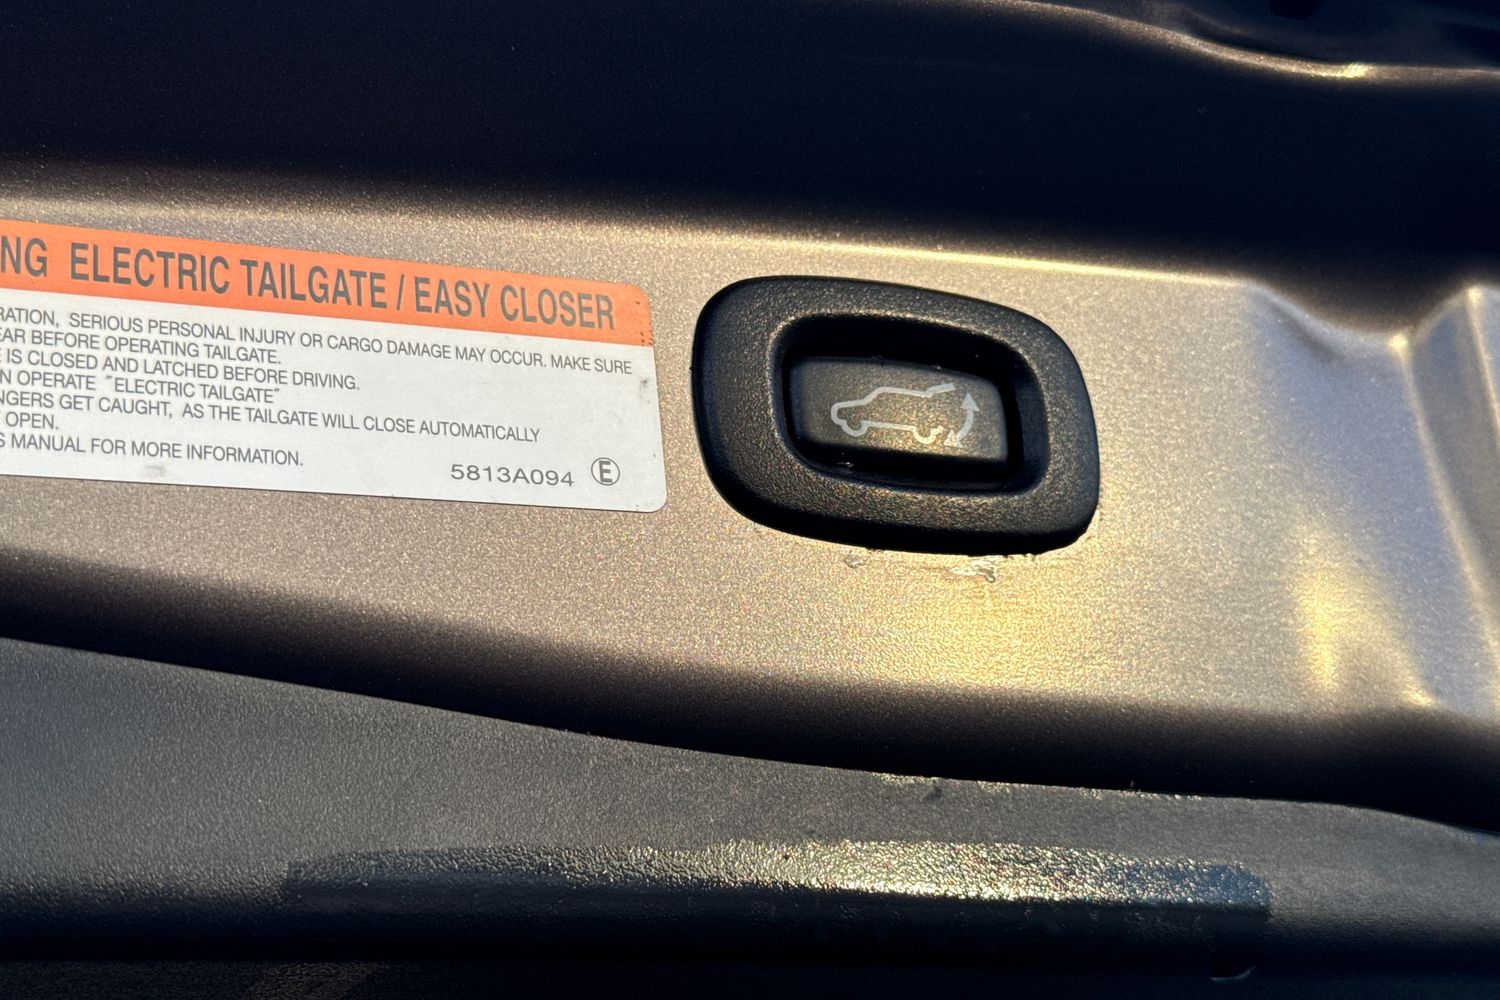 NG ELECTRIC TAILGATE / EASY CLOSER
RATION, SERIOUS PERSONAL INJURY OR CARGO DAMAGE MAY OCCUR. MAKE SURE
EAR BEFORE OPERATING TAILGATE.
E IS CLOSED AND LATCHED BEFORE DRIVING.
N OPERATE "ELECTRIC TAILGATE"
NGERS GET CAUGHT, AS THE TAILGATE WILL CLOSE AUTOMATICALLY
OPEN.
S MANUAL FOR MORE INFORMATION.
5813A094 Ⓔ